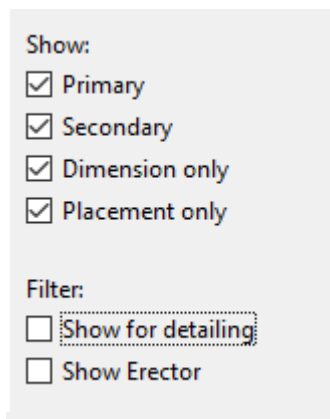 Show:
Primary
Secondary
Dimension only
Placement only
Filter:
Show for detailing
Show Erector